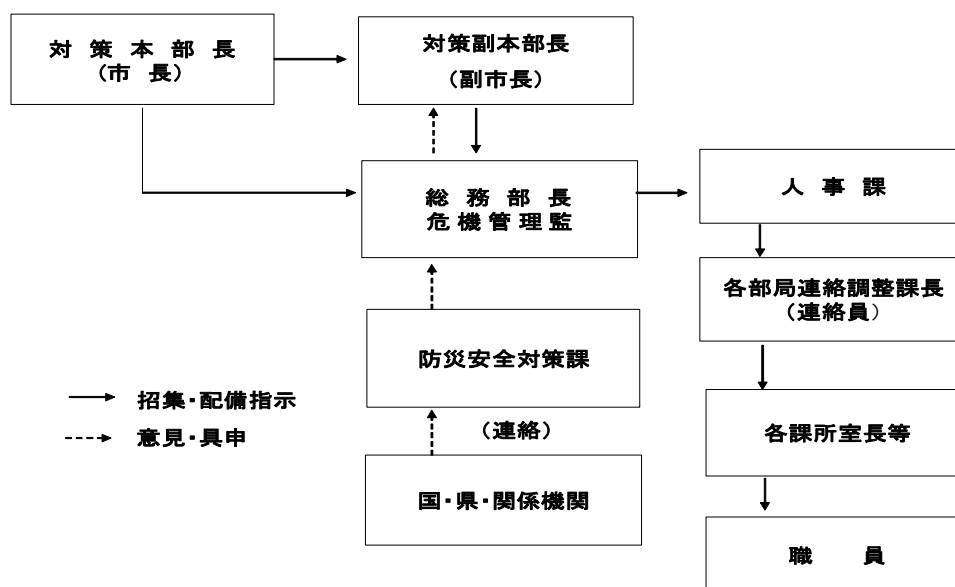 対策本部長
(市長)
対策副本部長
(副市長)
総務部長
危機管理監
人事課
各部局連絡調整課長
(連絡員)
防災安全対策課
招集・配備指示
意見・具申
(連絡)
各課所室長等
国・県・関係機関
職員